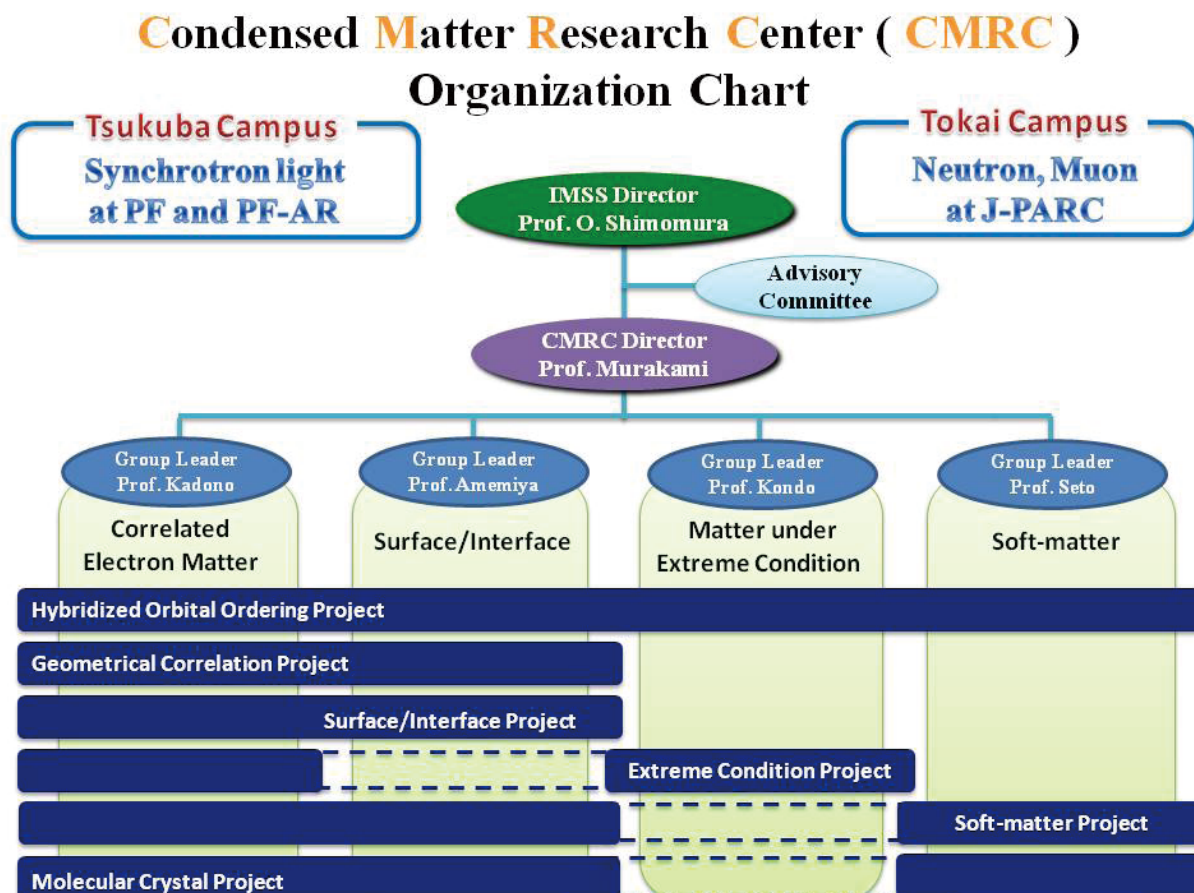 Condensed Matter Research Center ( CMRC )
Organization Chart
Tsukuba Campus
Synchrotron light
at PF and PF-AR
Tokai Campus
Neutron, Muon
at J-PARC
IMSS Director
Prof. O. Shimomura
Advisory
Committee
CMRC Director
Prof. Murakami
Group Leader
Prof. Kadono
Group Leader
Prof. Amemiya
Group Leader
Prof. Kondo
Group Leader
Prof. Seto
Correlated
Electron Matter
Surface/Interface
Matter under
Extreme Condition
Soft-matter
Hybridized Orbital Ordering Project
Geometrical Correlation Project
Surface/Interface Project
Extreme Condition Project
Soft-matter Project
Molecular Crystal Project